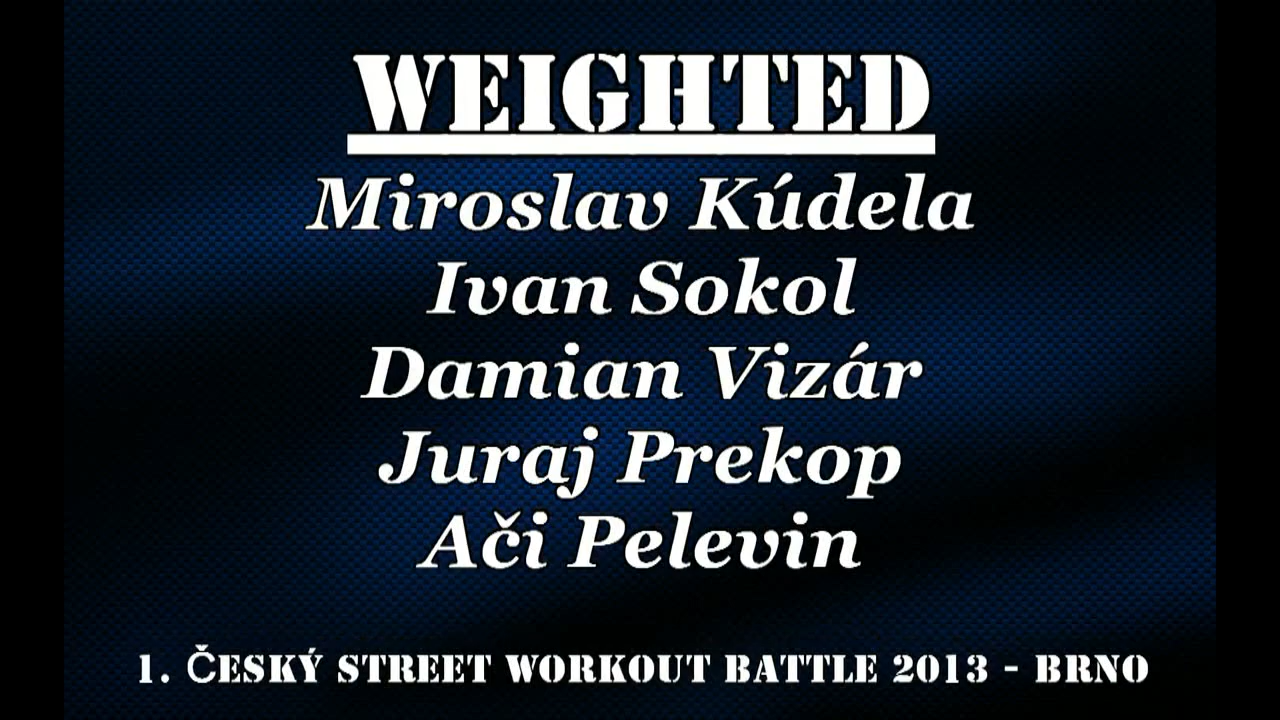 WEIGHTED
Miroslav Kúdela
Ivan Sokol
Damian Vizár
Juraj Prekop
Ači Pelevin
1. ČESKÝ STREET WORKOUT BATTLE 2013 - BRNO